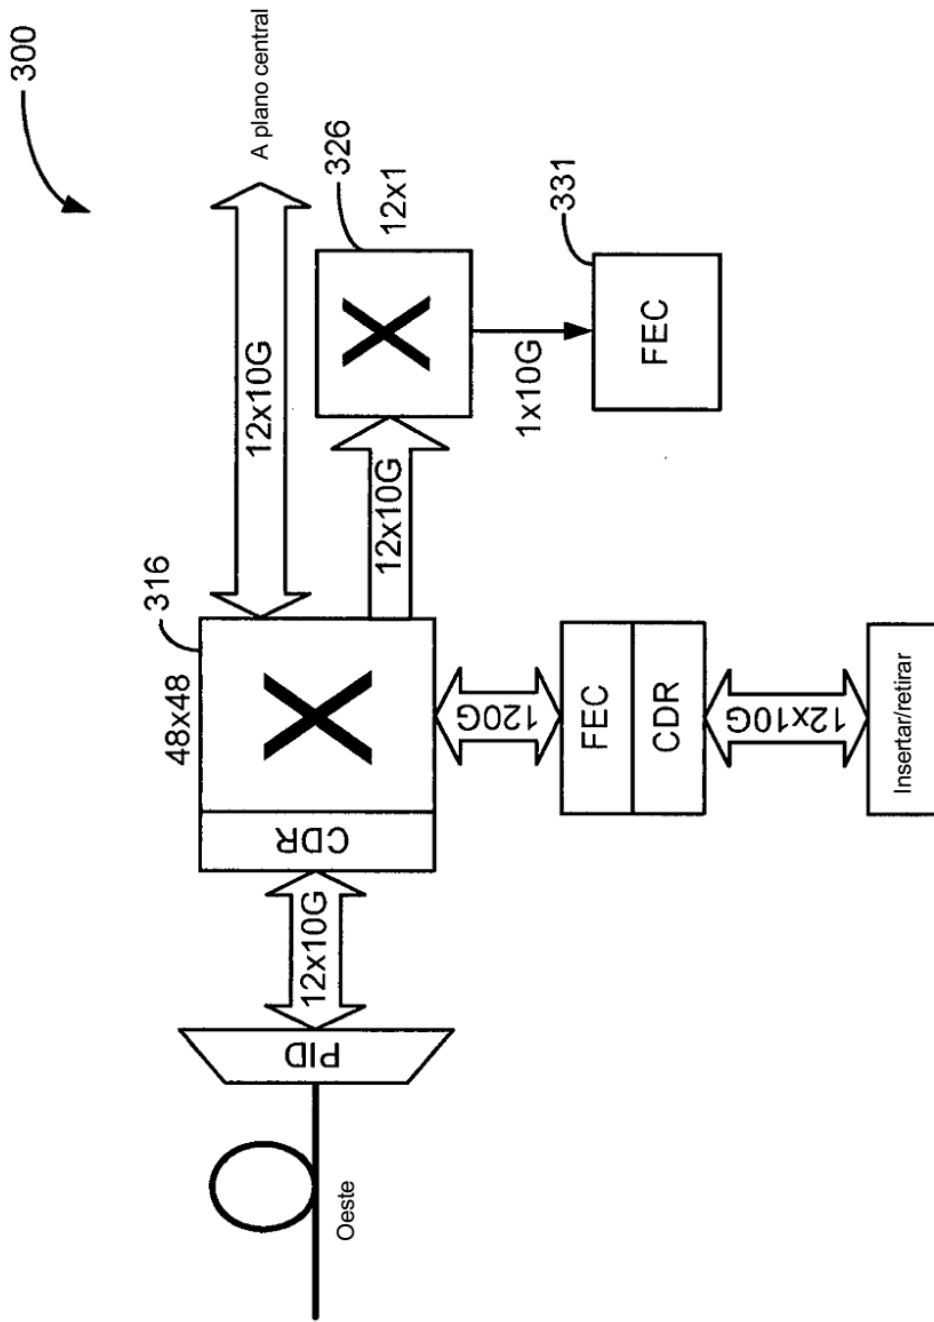 300
A plano central
12x10G
326
12x1
331
FEC
1x10G
12x10G
316
48x48
CDR
120G
FEC
CDR
12x10G
Insertar/retirar
12x10G
PID
Oeste